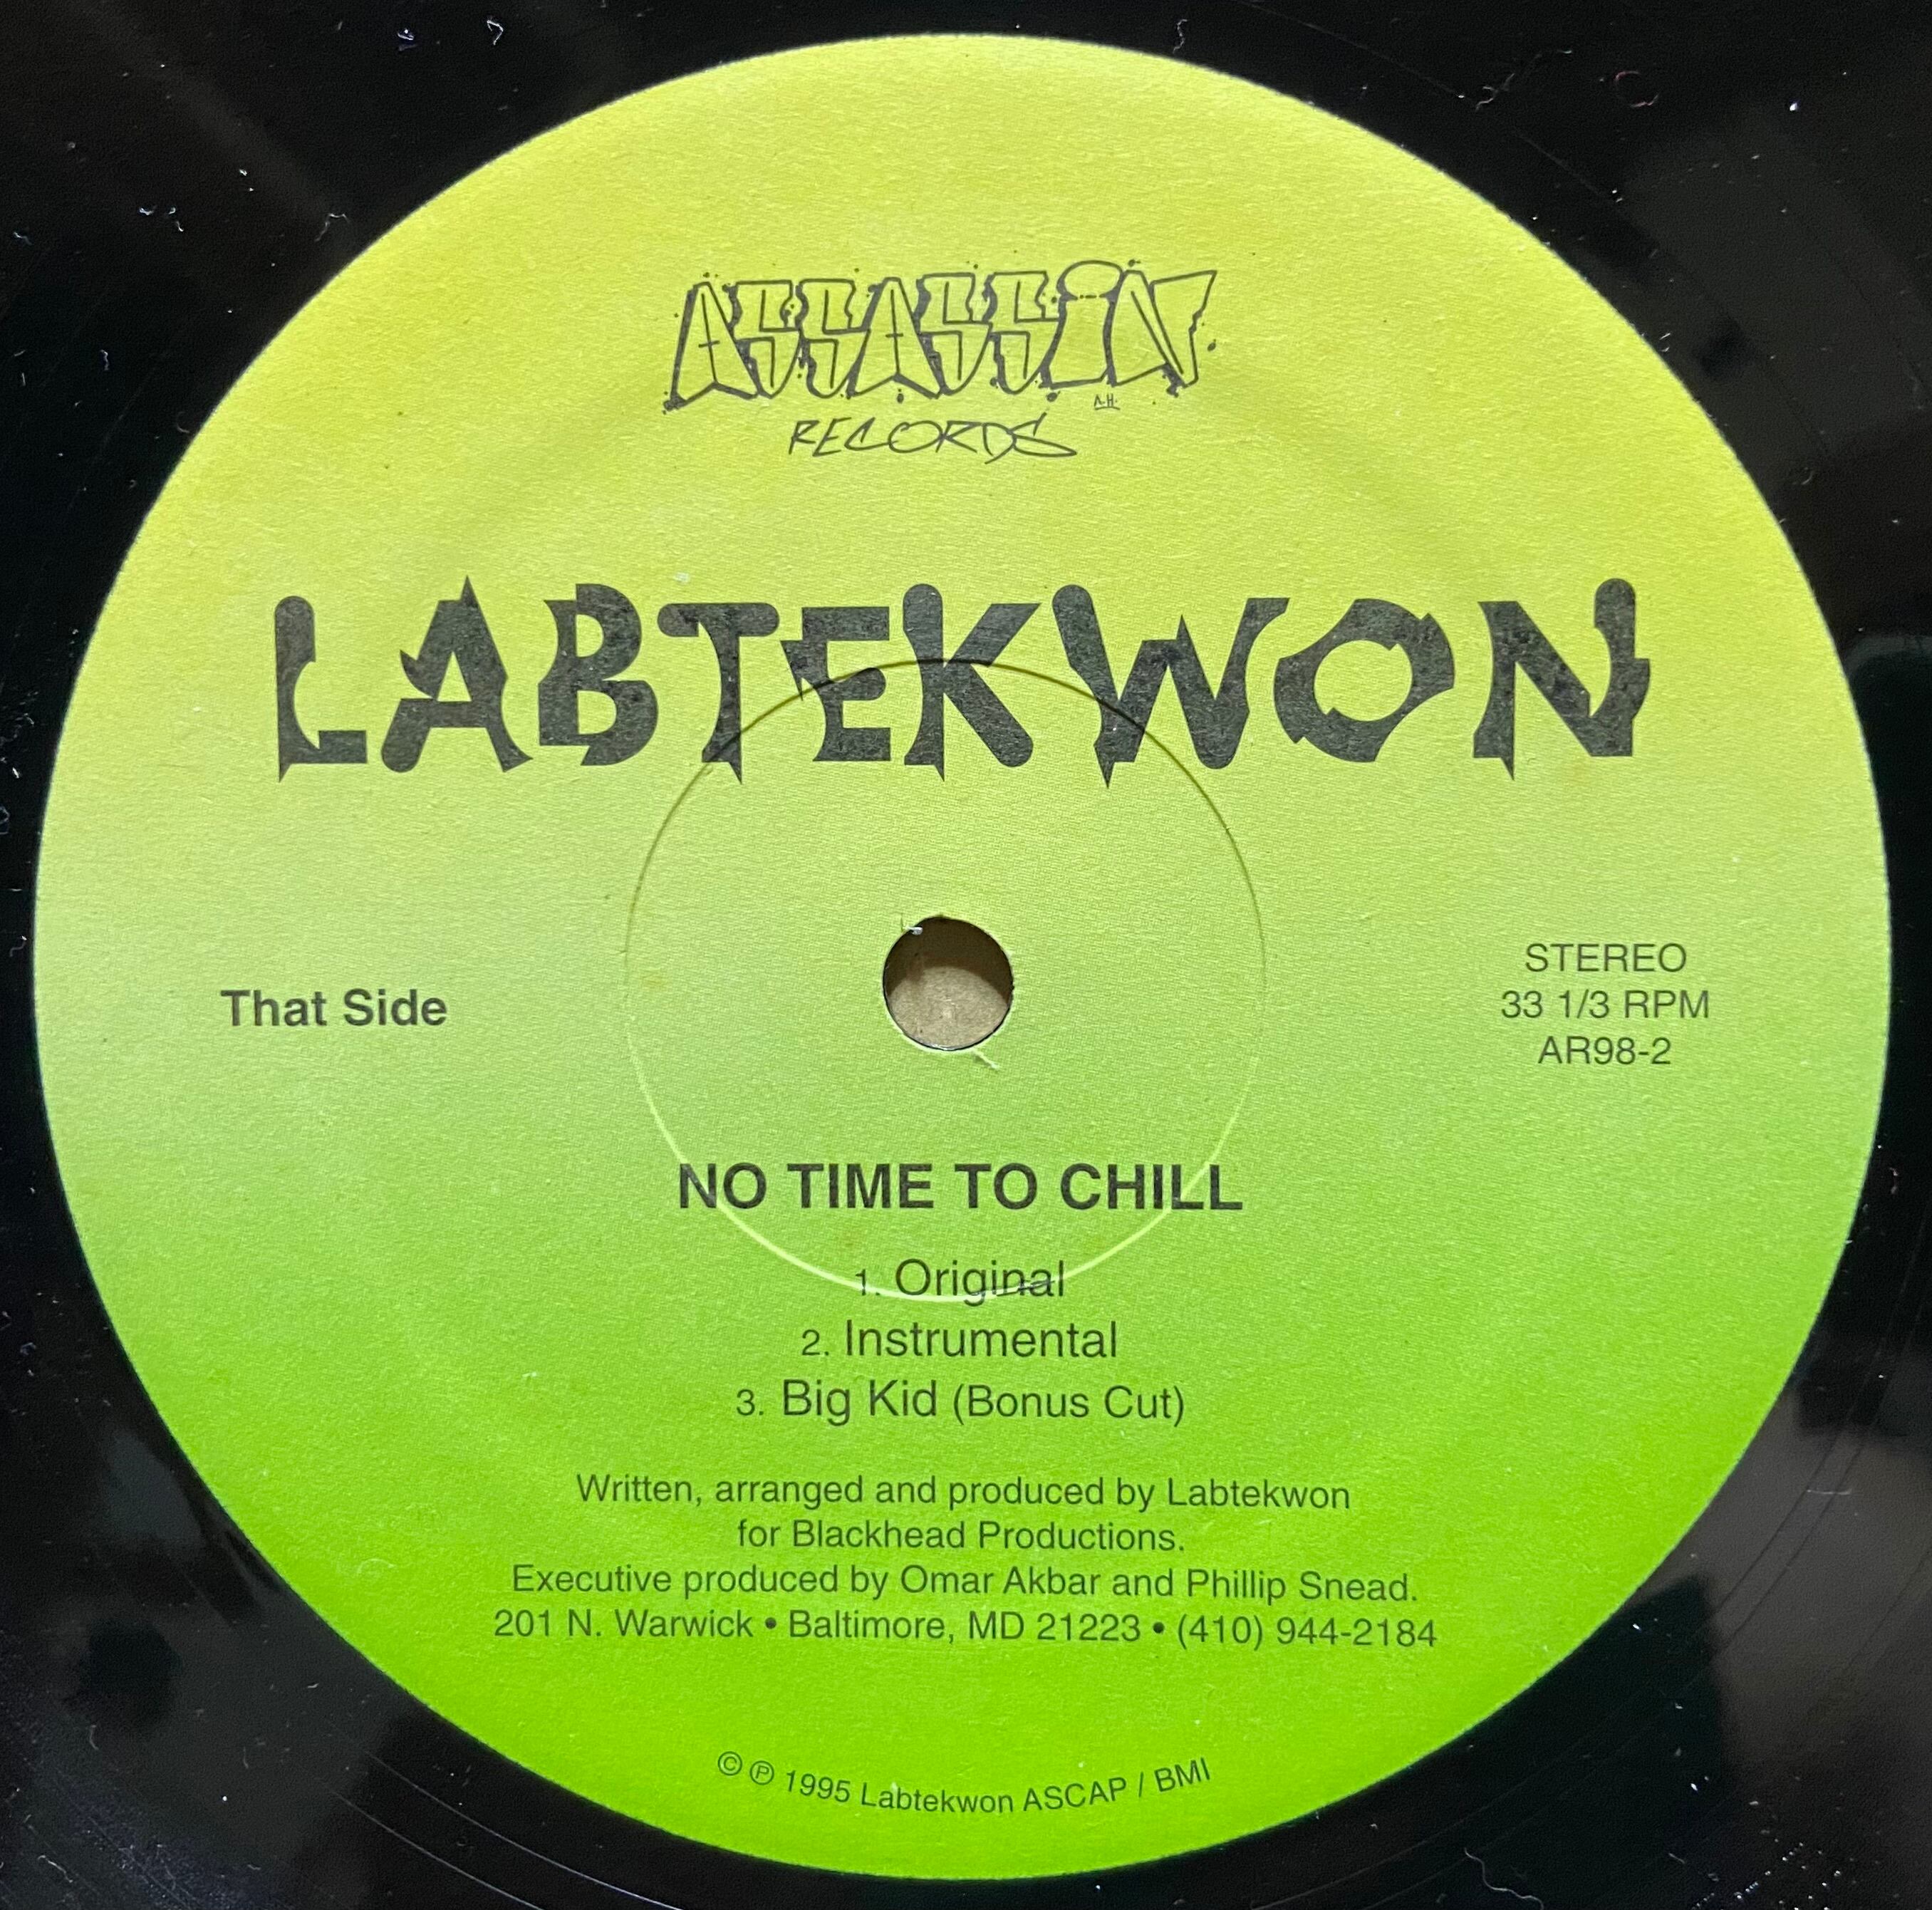 ASSASSiN
A.H.
RECORDS
LABTEKWON
That Side
STEREO
33 1/3 RPM
AR98-2
NO TIME TO CHILL
1. Original
2. Instrumental
3. Big Kid (Bonus Cut)
Written, arranged and produced by Labtekwon
for Blackhead Productions.
Executive produced by Omar Akbar and Phillip Snead.
201 N. Warwick • Baltimore, MD 21223 • (410) 944-2184
© ℗ 1995 Labtekwon ASCAP / BMI